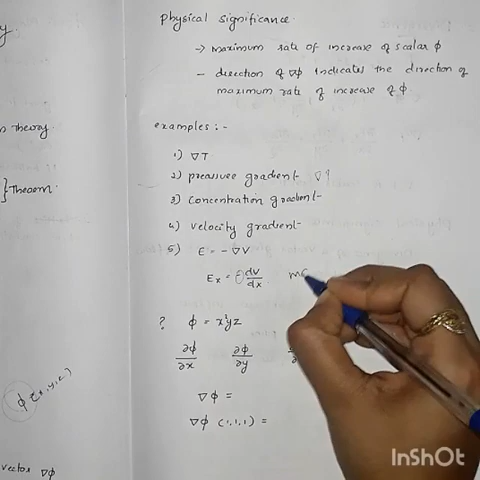 y.
n Theory
} Theorem.
φ (x,y,z)
vector ∇φ
physical significance.
→ maximum rate of increase of scalar φ
- direction of ∇φ indicates the direction of
maximum rate of increase of φ.
examples :-
1) ∇T
2) pressure gradient ∇P
3) Concentration gradient
4) velocity gradient
5) E = -∇V
Ex = (-) dV/dx mC
? φ = x²yz
∂φ/∂x ∂φ/∂y
∇φ =
∇φ (1,1,1) =
InShOt